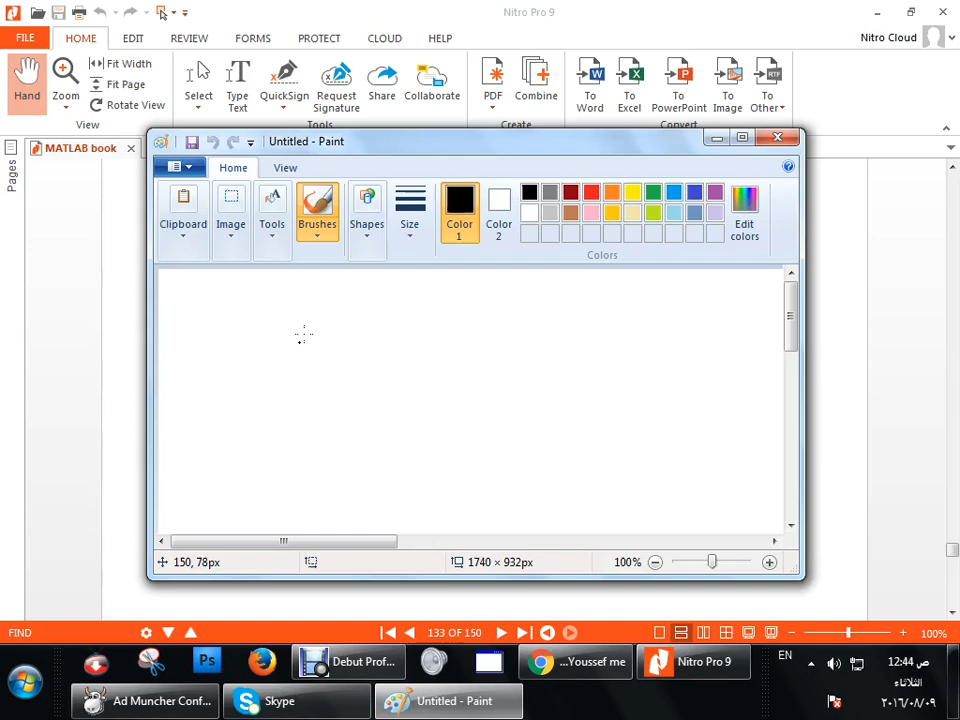 Nitro Pro 9
FILE HOME EDIT REVIEW FORMS PROTECT CLOUD HELP Nitro Cloud
Hand Zoom Fit Width Fit Page Rotate View Select Type Text QuickSign Request Signature Share Collaborate PDF Combine To Word To Excel To PowerPoint To Image To Other
View Tools Create Convert
Pages MATLAB book
Untitled - Paint
Home View
Clipboard Image Tools Brushes Shapes Size Color 1 Color 2 Edit colors
Colors
150, 78px 1740 × 932px 100%
FIND 133 OF 150 100%
Debut Prof... ...Youssef me Nitro Pro 9 EN 12:44 ص
الثلاثاء
Ad Muncher Conf... Skype Untitled - Paint ٢٠١٦/٠٨/٠٩